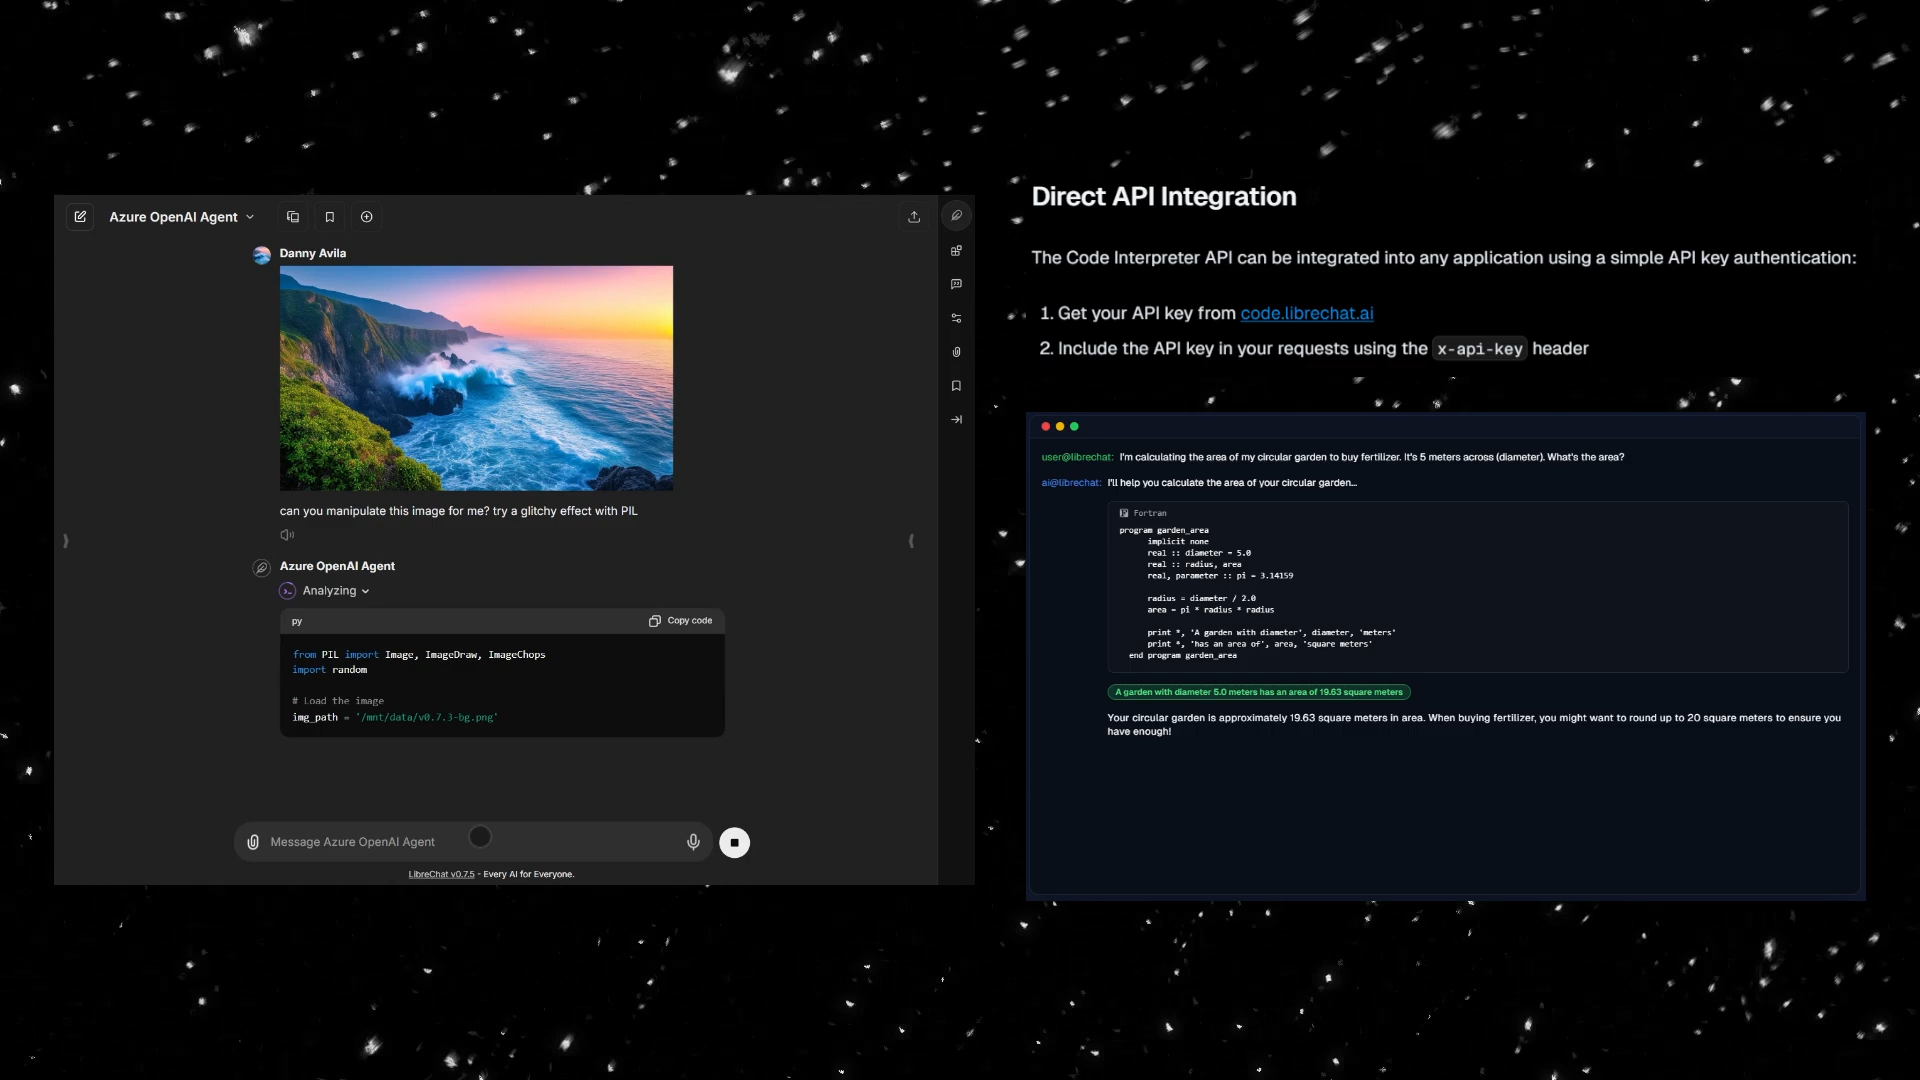 Azure OpenAI Agent
Danny Avila
can you manipulate this image for me? try a glitchy effect with PIL
Azure OpenAI Agent
Analyzing
py
Copy code
from PIL import Image, ImageDraw, ImageChops
import random
# Load the image
img_path = '/mnt/data/v0.7.3-bg.png'
Message Azure OpenAI Agent
LibreChat v0.7.5 - Every AI for Everyone.
Direct API Integration
The Code Interpreter API can be integrated into any application using a simple API key authentication:
1. Get your API key from code.librechat.ai
2. Include the API key in your requests using the x-api-key header
user@librechat: I'm calculating the area of my circular garden to buy fertilizer. It's 5 meters across (diameter). What's the area?
ai@librechat: I'll help you calculate the area of your circular garden...
Fortran
program garden_area
implicit none
real :: diameter = 5.0
real :: radius, area
real, parameter :: pi = 3.14159
radius = diameter / 2.0
area = pi * radius * radius
print *, 'A garden with diameter', diameter, 'meters'
print *, 'has an area of', area, 'square meters'
end program garden_area
A garden with diameter 5.0 meters has an area of 19.63 square meters
Your circular garden is approximately 19.63 square meters in area. When buying fertilizer, you might want to round up to 20 square meters to ensure you
have enough!